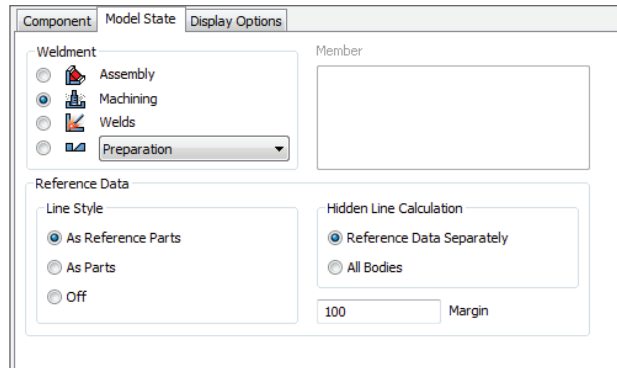 Component Model State Display Options
Weldment
Assembly
Machining
Welds
Preparation
Member
Reference Data
Line Style
As Reference Parts
As Parts
Off
Hidden Line Calculation
Reference Data Separately
All Bodies
100 Margin